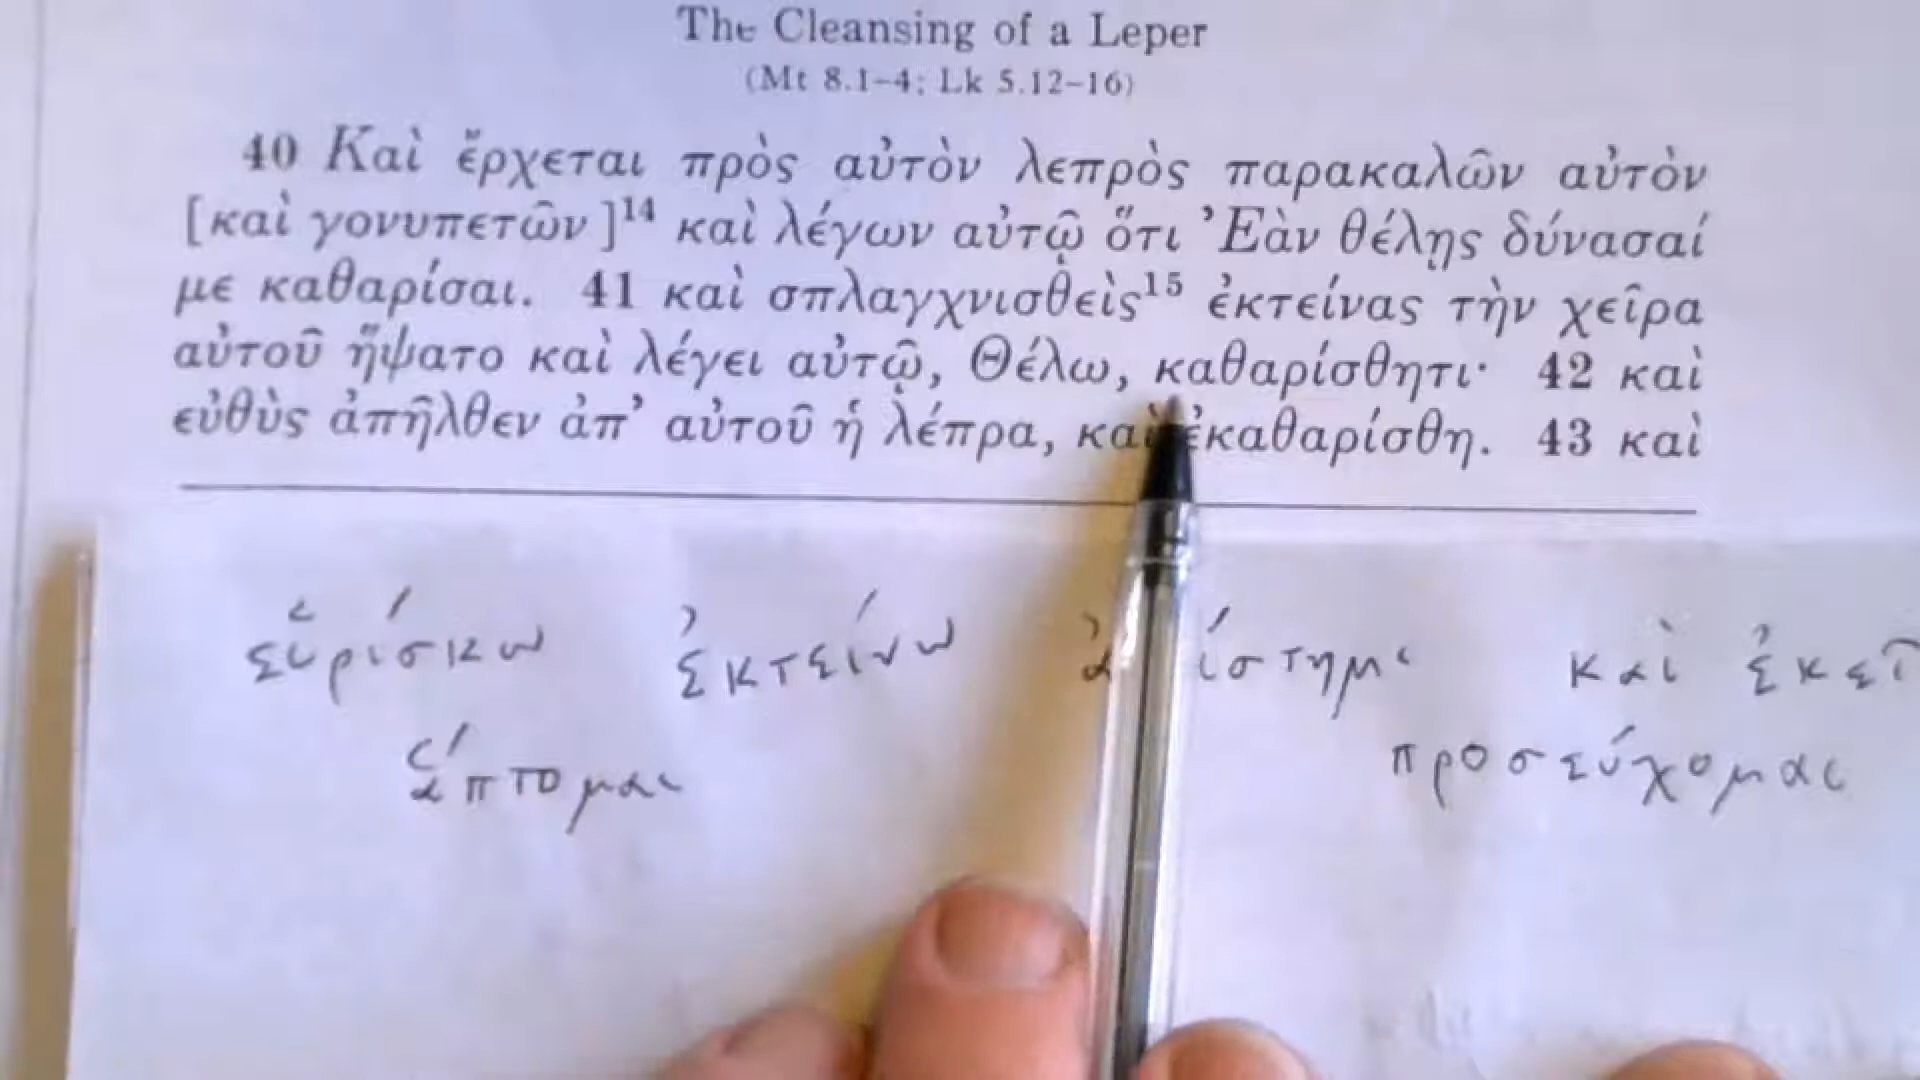 The Cleansing of a Leper
(Mt 8.1–4; Lk 5.12–16)
40 Καὶ ἔρχεται πρὸς αὐτὸν λεπρὸς παρακαλῶν αὐτὸν
[καὶ γονυπετῶν]14 καὶ λέγων αὐτῷ ὅτι Ἐὰν θέλῃς δύνασαί
με καθαρίσαι. 41 καὶ σπλαγχνισθεὶς15 ἐκτείνας τὴν χεῖρα
αὐτοῦ ἥψατο καὶ λέγει αὐτῷ, Θέλω, καθαρίσθητι· 42 καὶ
εὐθὺς ἀπῆλθεν ἀπ’ αὐτοῦ ἡ λέπρα, καὶ ἐκαθαρίσθη. 43 καὶ
εὑρίσκω ἐκτείνω καὶ ἐκεῖ
ἅπτομαι προσεύχομαι